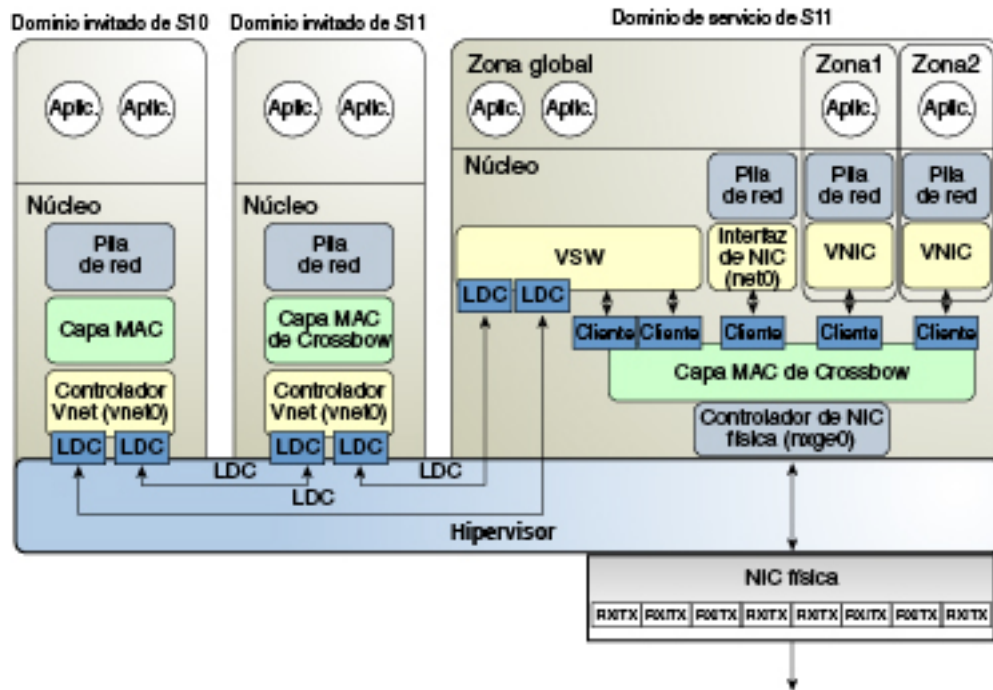 Dominio invitado de S10
Dominio invitado de S11
Dominio de servicio de S11
Aplic.
Aplic.
Núcleo
Pila
de red
Capa MAC
Controlador
Vnet (vnet0)
LDC
LDC
Aplic.
Aplic.
Núcleo
Pila
de red
Capa MAC
de Crossbow
Controlador
Vnet (vnet0)
LDC
LDC
Zona global
Aplic.
Aplic.
Zona1
Aplic.
Zona2
Aplic.
Núcleo
Pila
de red
Pila
de red
Pila
de red
VSW
Interfaz
de NIC
(net0)
VNIC
VNIC
LDC
LDC
Cliente
Cliente
Cliente
Cliente
Cliente
Capa MAC de Crossbow
Controlador de NIC
física (nxge0)
LDC
LDC
LDC
Hipervisor
NIC física
RX/TX
RX/TX
RX/TX
RX/TX
RX/TX
RX/TX
RX/TX
RX/TX